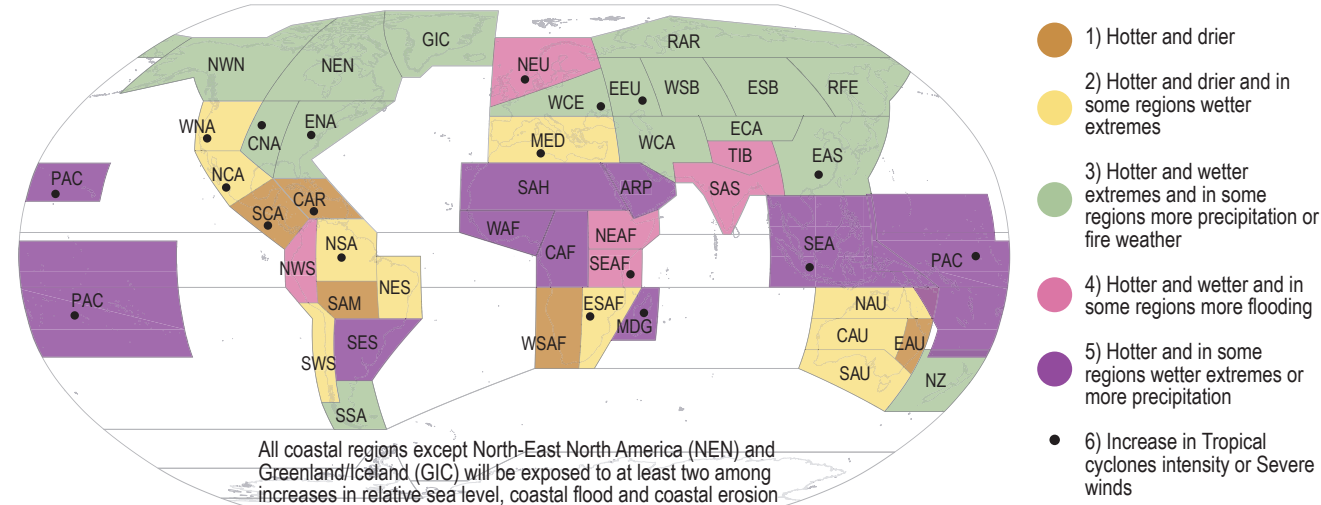 GIC
RAR
NWN
NEN
NEU
EEU
WSB
ESB
RFE
WCE
WNA
CNA
ENA
MED
WCA
ECA
TIB
EAS
PAC
NCA
SAH
ARP
SAS
SCA
CAR
WAF
CAF
NEAF
SEA
PAC
NSA
NWS
SEAF
NES
PAC
SAM
ESAF
NAU
MDG
SES
WSAF
CAU
EAU
SWS
SAU
NZ
SSA
All coastal regions except North-East North America (NEN) and
Greenland/Iceland (GIC) will be exposed to at least two among
increases in relative sea level, coastal flood and coastal erosion
1) Hotter and drier
2) Hotter and drier and in
some regions wetter
extremes
3) Hotter and wetter
extremes and in some
regions more precipitation or
fire weather
4) Hotter and wetter and in
some regions more flooding
5) Hotter and in some
regions wetter extremes or
more precipitation
6) Increase in Tropical
cyclones intensity or Severe
winds